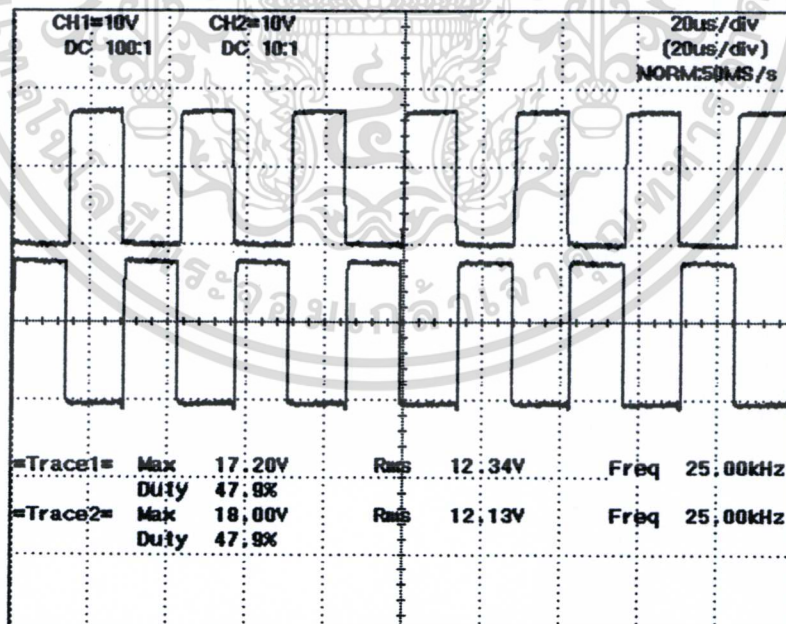 CH1=10V CH2=10V 20us/div
DC 100:1 DC 10:1 (20us/div)
NORM:50MS/s
=Trace1= Max 17.20V Rms 12.34V Freq 25.00kHz
Duty 47.9%
=Trace2= Max 18.00V Rms 12.13V Freq 25.00kHz
Duty 47.9%